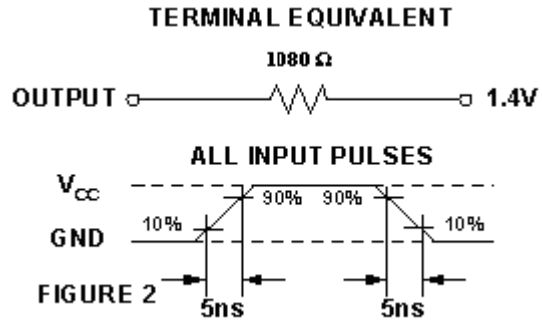 TERMINAL EQUIVALENT
1080 Ω
OUTPUT 1.4V
ALL INPUT PULSES
VCC
90% 90%
10% 10%
GND
FIGURE 2
5ns 5ns